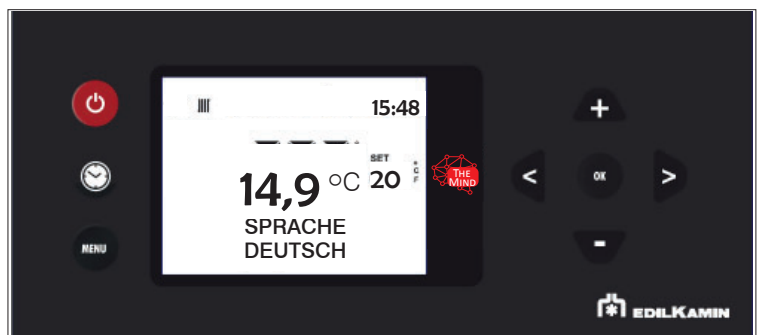 15:48
SET
°C
F
14,9 °C 20
SPRACHE
DEUTSCH
MENU
THE
MIND
+
< OK >
-
EDILKAMIN